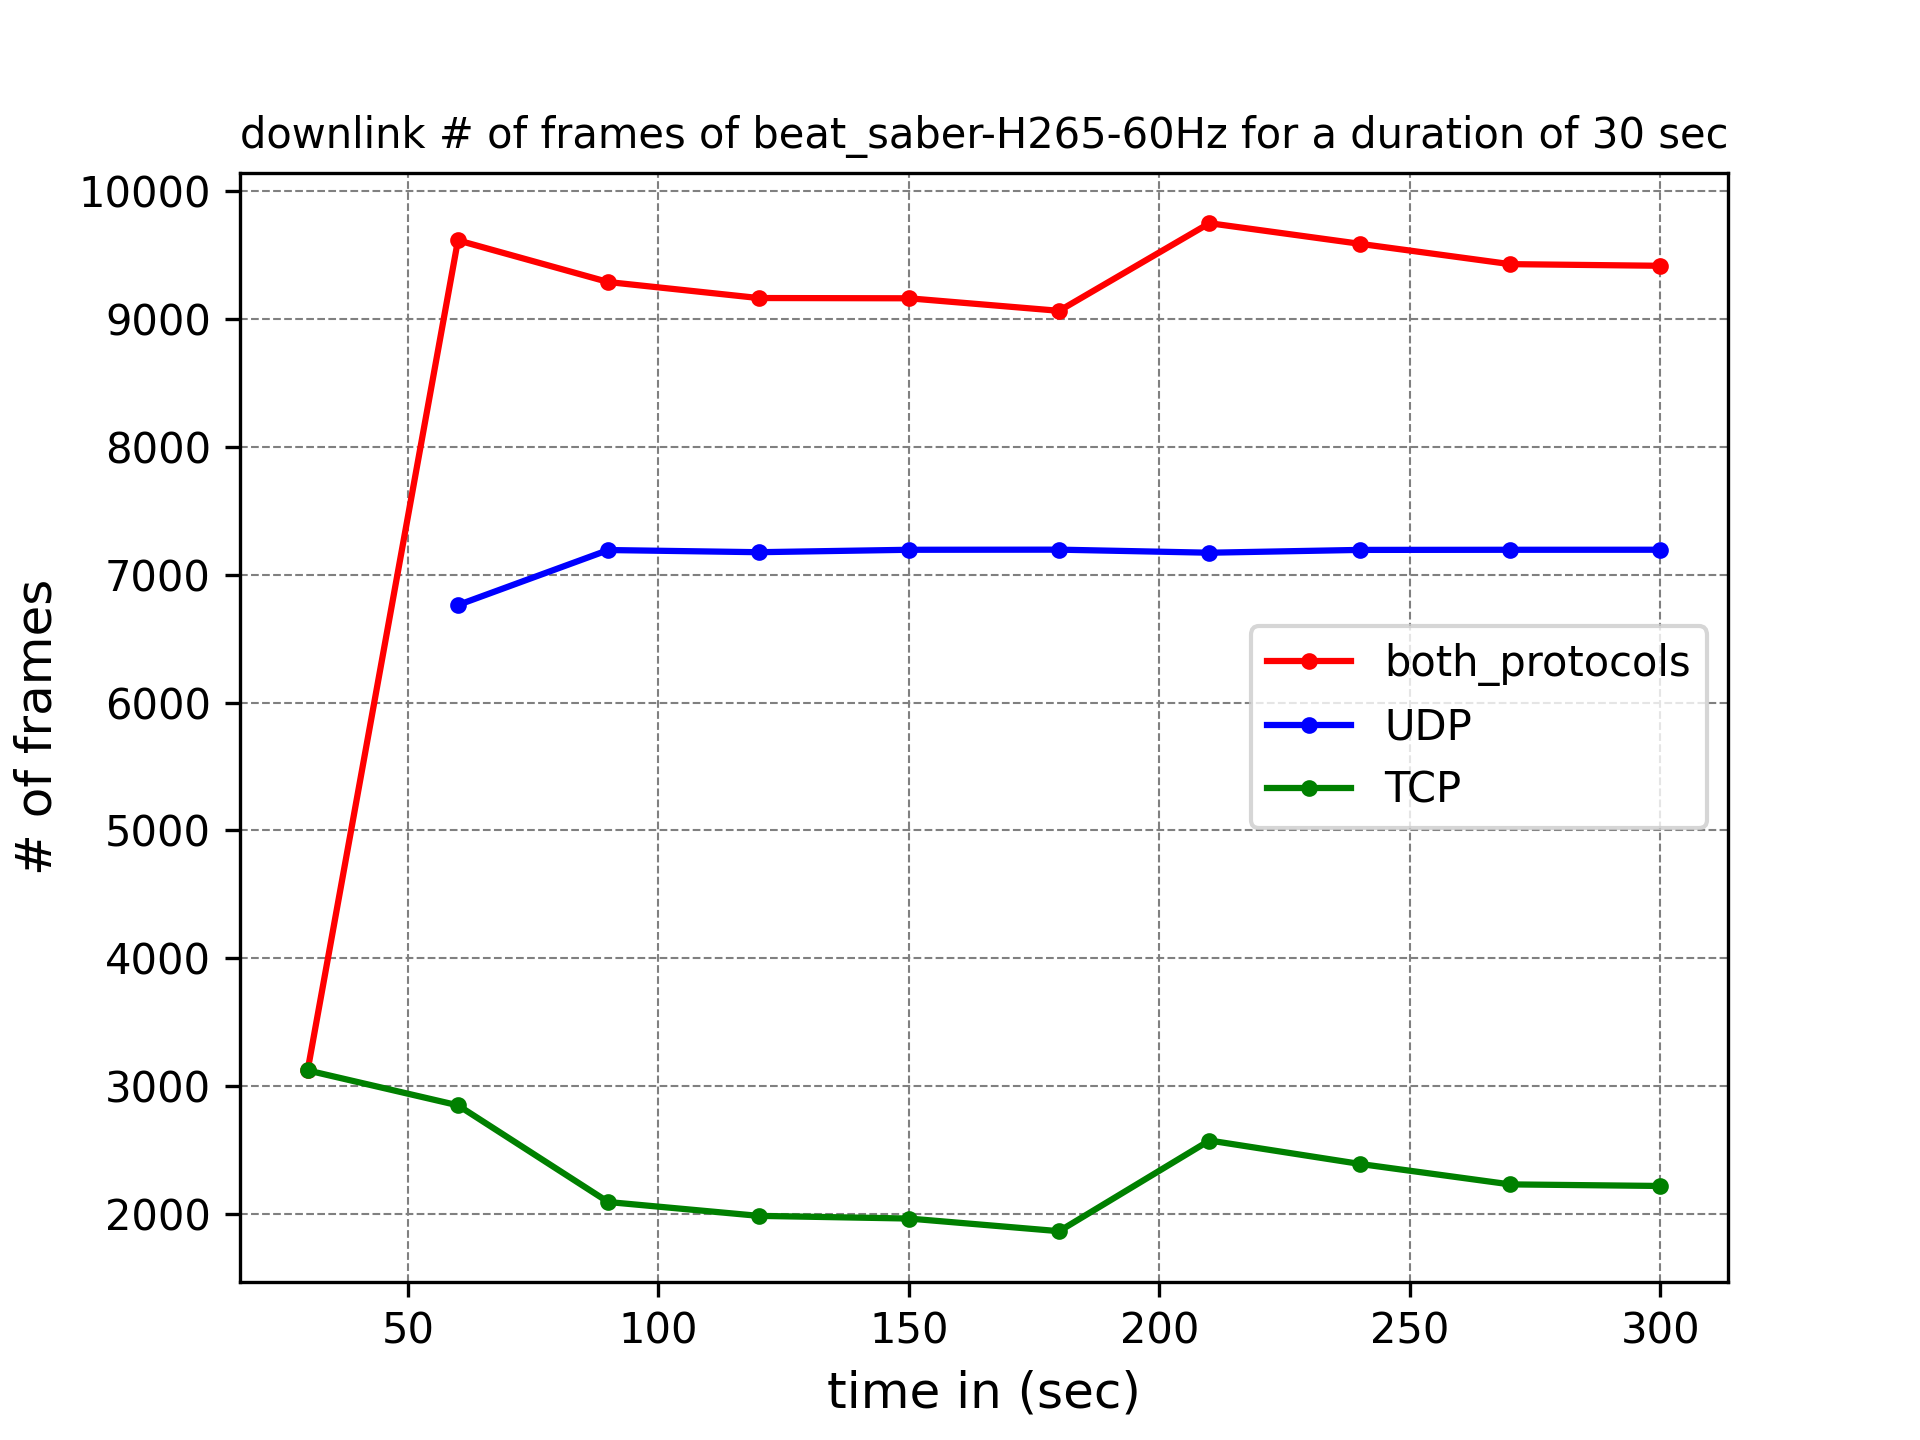 downlink # of frames of beat_saber-H265-60Hz for a duration of 30 sec
10000
9000
8000
7000
6000
5000
4000
3000
2000
# of frames
both_protocols
UDP
TCP
50 100 150 200 250 300
time in (sec)